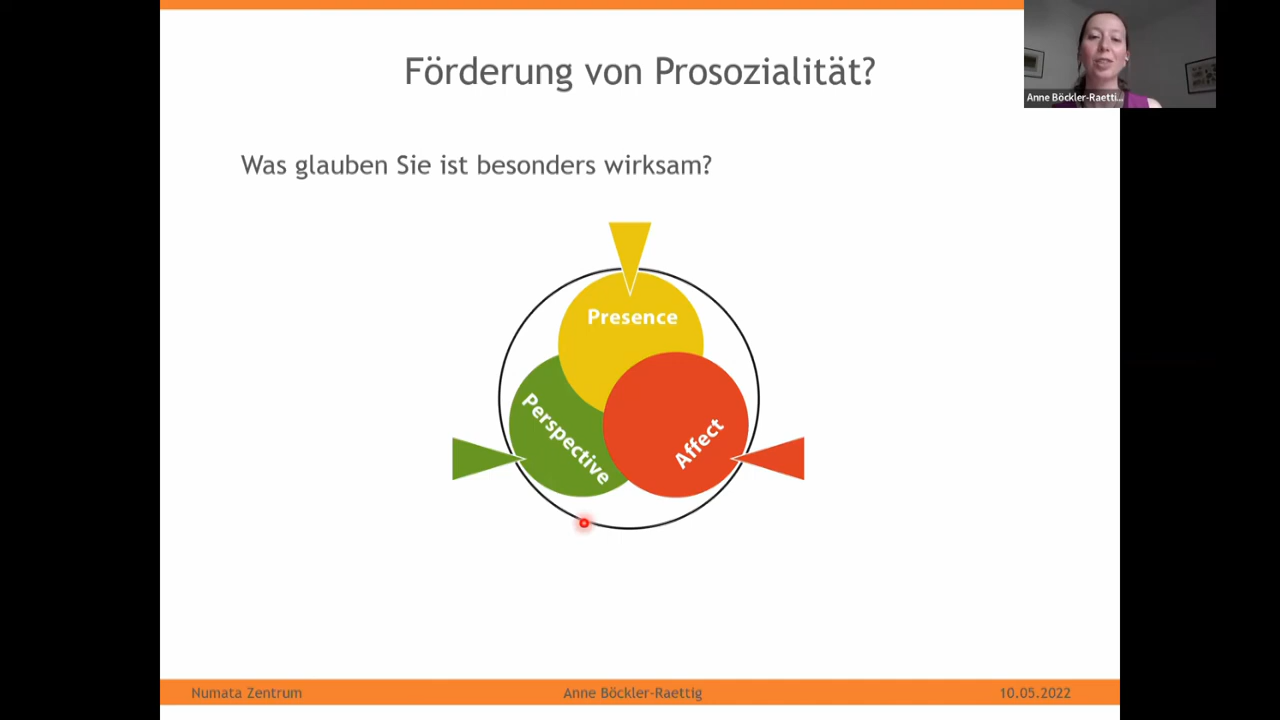 Förderung von Prosozialität?
Anne Böckler-Raetti...
Was glauben Sie ist besonders wirksam?
Presence
Perspective
Affect
Numata Zentrum
Anne Böckler-Raettig
10.05.2022